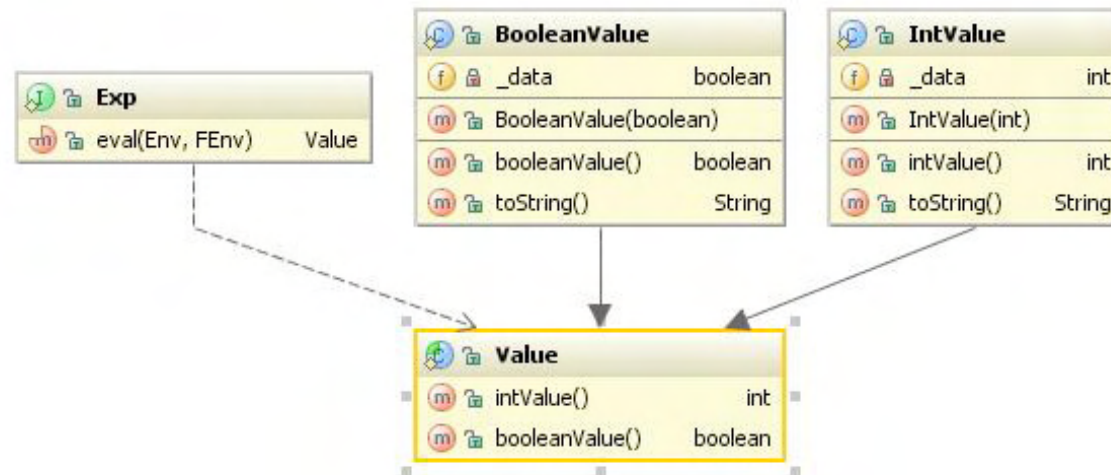 Exp
eval(Env, FEnv) Value
BooleanValue
_data boolean
BooleanValue(boolean)
booleanValue() boolean
toString() String
IntValue
_data int
IntValue(int)
intValue() int
toString() String
Value
intValue() int
booleanValue() boolean